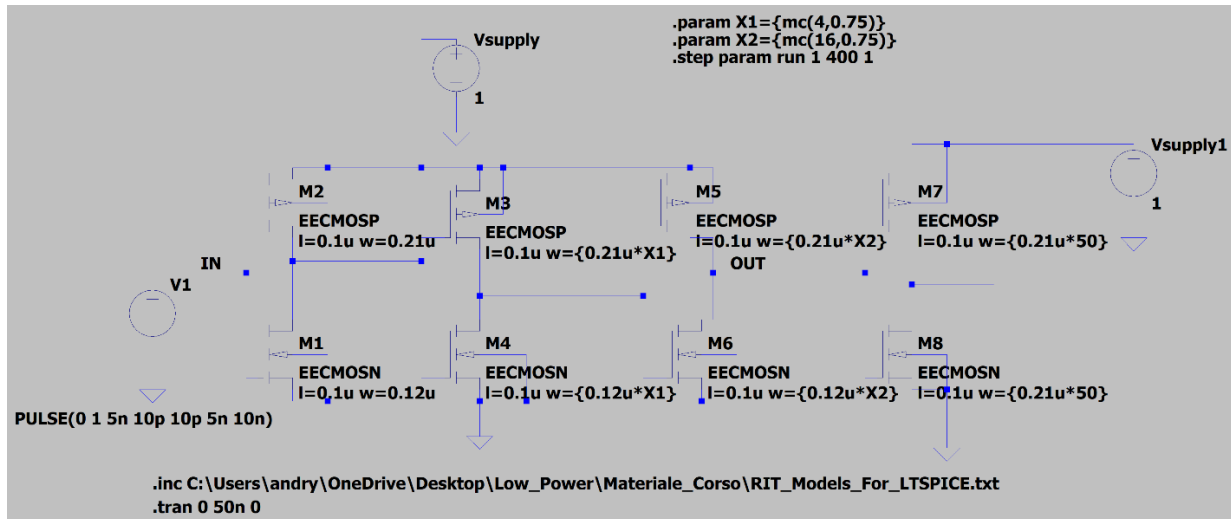 .param X1={mc(4,0.75)}
.param X2={mc(16,0.75)}
.step param run 1 400 1
Vsupply
1
Vsupply1
1
M2
EECMOSP
l=0.1u w=0.21u
M3
EECMOSP
l=0.1u w={0.21u*X1}
M5
EECMOSP
l=0.1u w={0.21u*X2}
M7
EECMOSP
l=0.1u w={0.21u*50}
IN
OUT
V1
PULSE(0 1 5n 10p 10p 5n 10n)
M1
EECMOSN
l=0.1u w=0.12u
M4
EECMOSN
l=0.1u w={0.12u*X1}
M6
EECMOSN
l=0.1u w={0.12u*X2}
M8
EECMOSN
l=0.1u w={0.21u*50}
.inc C:\Users\andry\OneDrive\Desktop\Low_Power\Materiale_Corso\RIT_Models_For_LTSPICE.txt
.tran 0 50n 0